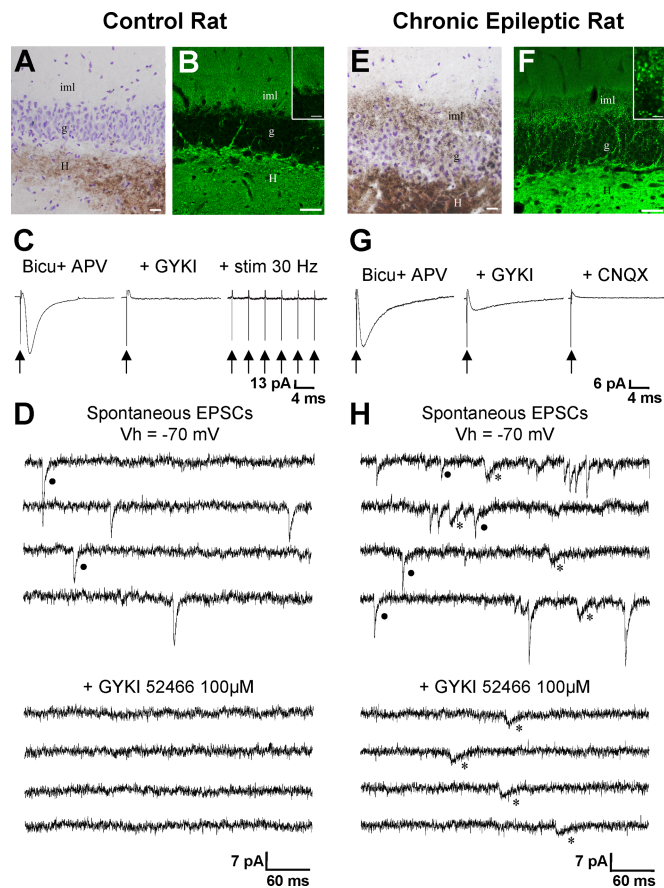 Control Rat
Chronic Epileptic Rat
A
iml
g
H
B
iml
g
H
E
iml
g
H
F
iml
g
H
C
Bicu+ APV
+ GYKI
+ stim 30 Hz
13 pA
4 ms
G
Bicu+ APV
+ GYKI
+ CNQX
6 pA
4 ms
D
Spontaneous EPSCs
Vh = -70 mV
+ GYKI 52466 100µM
7 pA
60 ms
H
Spontaneous EPSCs
Vh = -70 mV
* 
*
*
*
+ GYKI 52466 100µM
*
*
*
*
7 pA
60 ms